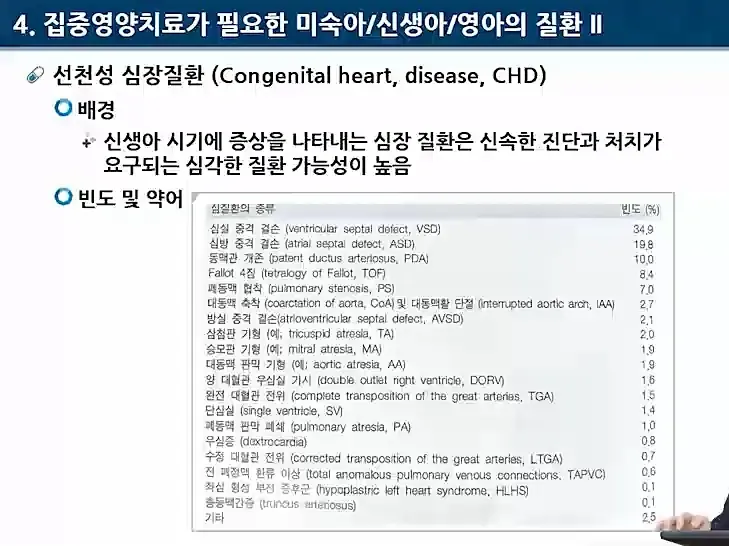 4. 집중영양치료가 필요한 미숙아/신생아/영아의 질환 II
선천성 심장질환 (Congenital heart, disease, CHD)
배경
신생아 시기에 증상을 나타내는 심장 질환은 신속한 진단과 처치가
요구되는 심각한 질환 가능성이 높음
빈도 및 약어
심질환의 종류 빈도 (%)
심실 중격 결손 (ventricular septal defect, VSD) 34.9
심방 중격 결손 (atrial septal defect, ASD) 19.8
동맥관 개존 (patent ductus arteriosus, PDA) 10.0
Fallot 4징 (tetralogy of Fallot, TOF) 8.4
폐동맥 협착 (pulmonary stenosis, PS) 7.0
대동맥 축착 (coarctation of aorta, CoA) 및 대동맥활 단절 (interrupted aortic arch, IAA) 2.7
방실 중격 결손(atrioventricular septal defect, AVSD) 2.1
삼첨판 기형 (예; tricuspid atresia, TA) 2.0
승모판 기형 (예; mitral atresia, MA) 1.9
대동맥 판막 기형 (예; aortic atresia, AA) 1.9
양 대혈관 우심실 기시 (double outlet right ventricle, DORV) 1.6
완전 대혈관 전위 (complete transposition of the great arteries, TGA) 1.5
단심실 (single ventricle, SV) 1.4
폐동맥 판막 폐쇄 (pulmonary atresia, PA) 1.0
우심증 (dextrocardia) 0.8
수정 대혈관 전위 (corrected transposition of the great arteries, LTGA) 0.7
전 폐정맥 환류 이상 (total anomalous pulmonary venous connections, TAPVC) 0.6
좌심 형성 부전 증후군 (hypoplastric left heart syndrome, HLHS) 0.1
총동맥간증 (truncus arteriosus) 0.1
기타 2.5